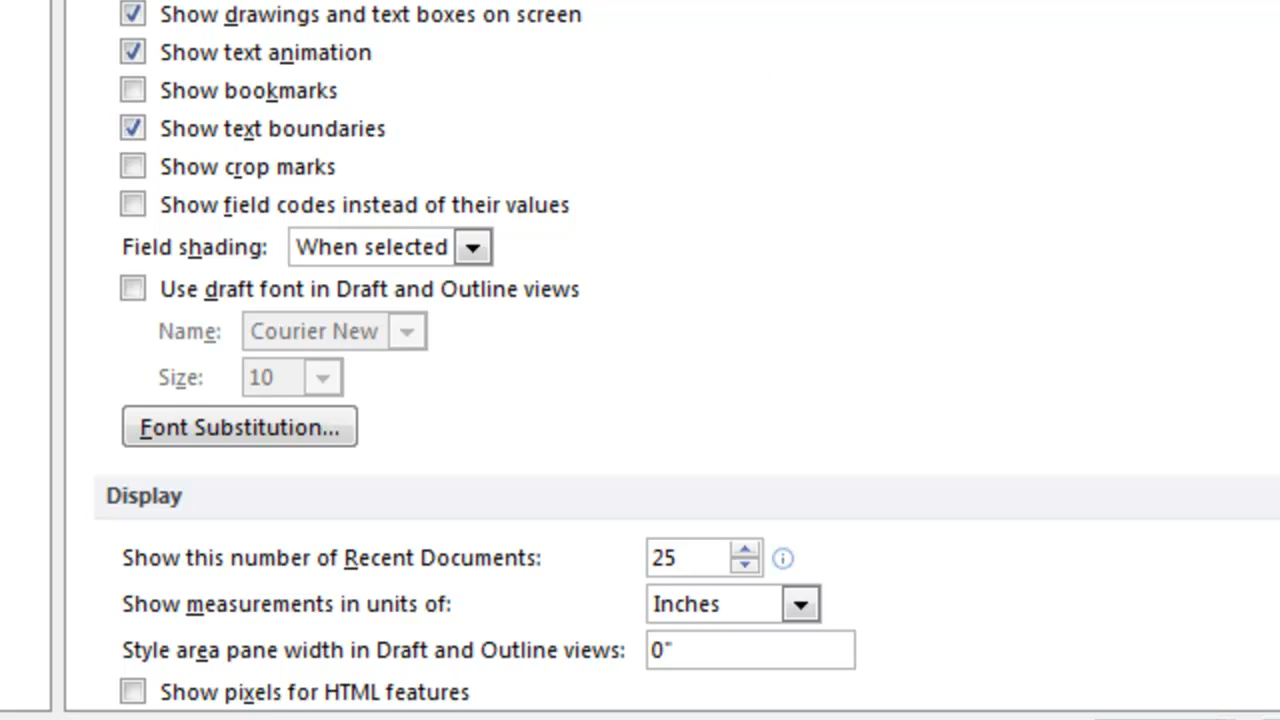 Show drawings and text boxes on screen
Show text animation
Show bookmarks
Show text boundaries
Show crop marks
Show field codes instead of their values
Field shading: When selected
Use draft font in Draft and Outline views
Name: Courier New
Size: 10
Font Substitution...
Display
Show this number of Recent Documents: 25
Show measurements in units of: Inches
Style area pane width in Draft and Outline views: 0"
Show pixels for HTML features